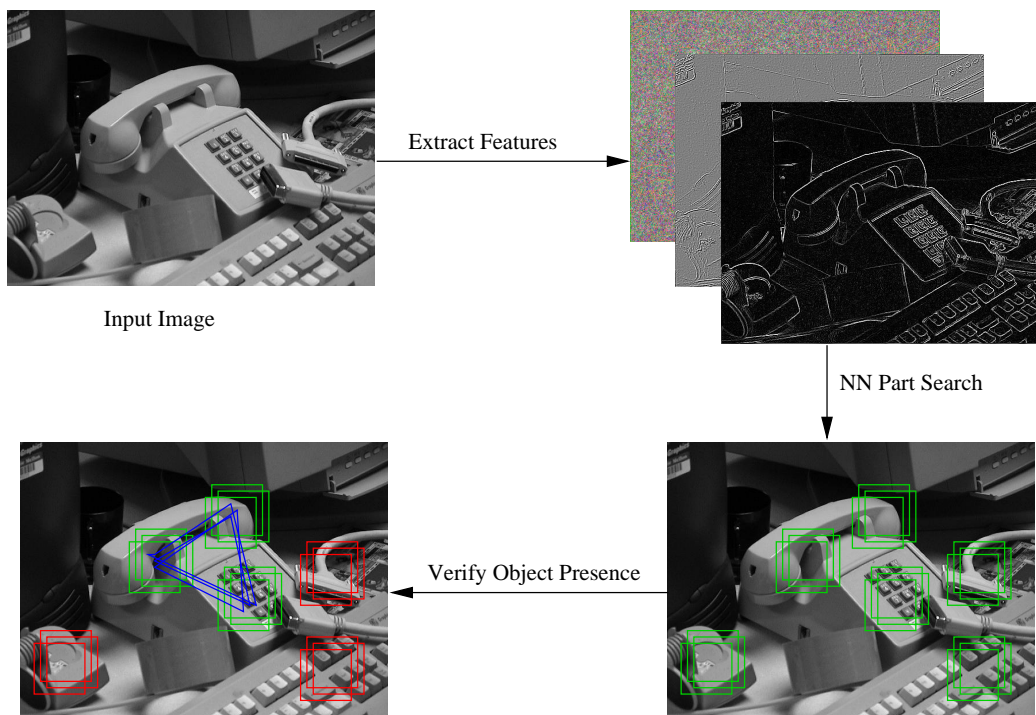 Extract Features
Input Image
NN Part Search
Verify Object Presence